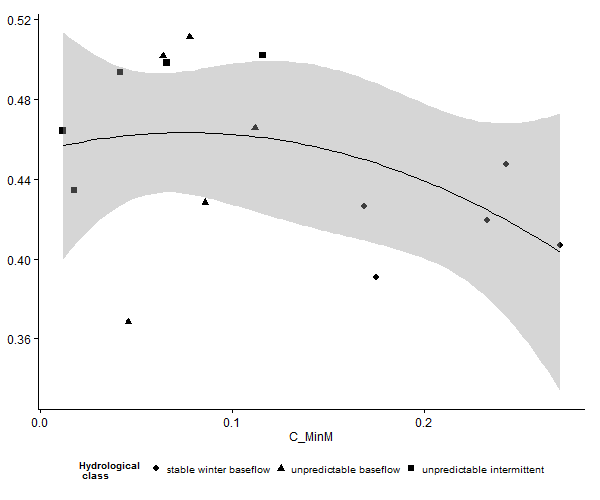 0.52
0.48
0.44
0.40
0.36
0.0 0.1 0.2
C_MinM
Hydrological class stable winter baseflow unpredictable baseflow unpredictable intermittent